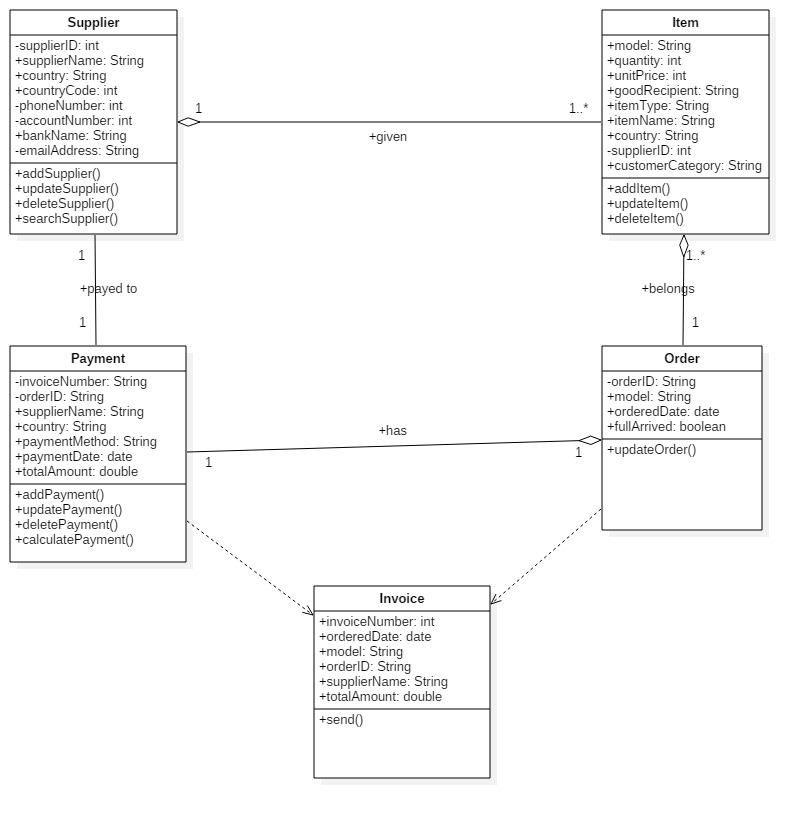 Supplier
-supplierID: int
+supplierName: String
+country: String
+countryCode: int
-phoneNumber: int
-accountNumber: int
+bankName: String
-emailAddress: String
+addSupplier()
+updateSupplier()
+deleteSupplier()
+searchSupplier()
1
1..*
+given
Item
+model: String
+quantity: int
+unitPrice: int
+goodRecipient: String
+itemType: String
+itemName: String
+country: String
-supplierID: int
+customerCategory: String
+addItem()
+updateItem()
+deleteItem()
1
+payed to
1
1..*
+belongs
1
Payment
-invoiceNumber: String
-orderID: String
+supplierName: String
+country: String
+paymentMethod: String
+paymentDate: date
+totalAmount: double
+addPayment()
+updatePayment()
+deletePayment()
+calculatePayment()
+has
1
1
Order
-orderID: String
+model: String
+orderedDate: date
+fullArrived: boolean
+updateOrder()
Invoice
+invoiceNumber: int
+orderedDate: date
+model: String
+orderID: String
+supplierName: String
+totalAmount: double
+send()